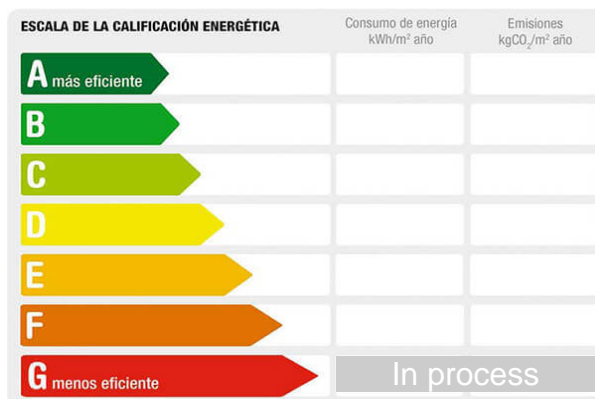 ESCALA DE LA CALIFICACIÓN ENERGÉTICA
Consumo de energía
kWh/m² año
Emisiones
kgCO₂/m² año
A más eficiente
B
C
D
E
F
G menos eficiente
In process